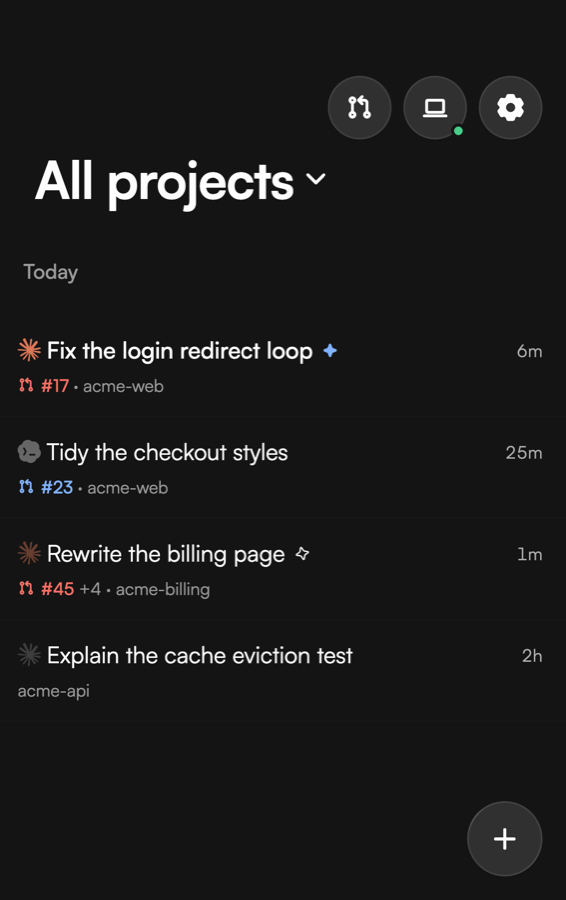 All projects
Today
Fix the login redirect loop 6m
#17 · acme-web
Tidy the checkout styles 25m
#23 · acme-web
Rewrite the billing page 1m
#45 +4 · acme-billing
Explain the cache eviction test 2h
acme-api